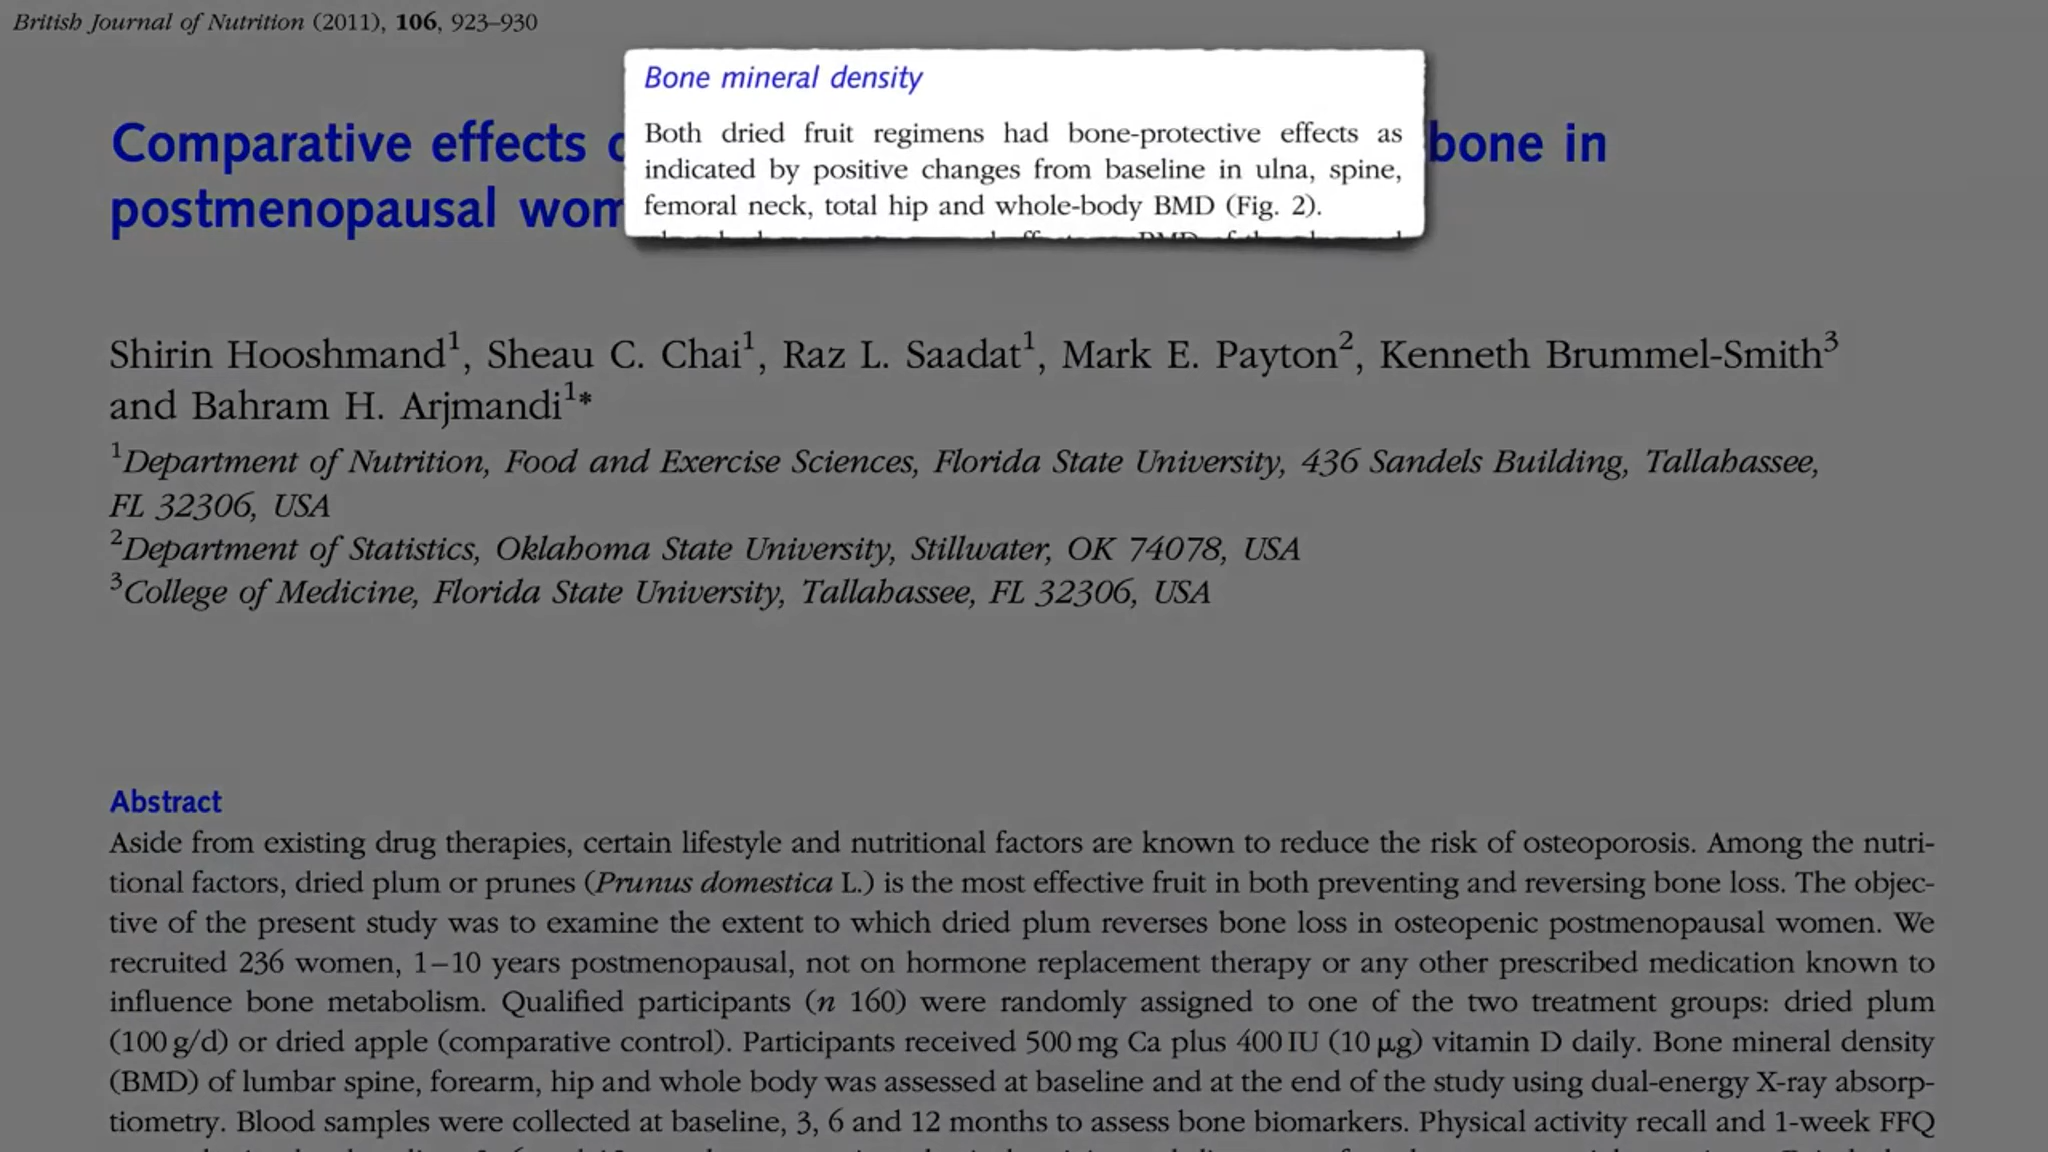 British Journal of Nutrition (2011), 106, 923–930
Bone mineral density
Both dried fruit regimens had bone-protective effects as
indicated by positive changes from baseline in ulna, spine,
femoral neck, total hip and whole-body BMD (Fig. 2).
Comparative effects bone in
postmenopausal
Shirin Hooshmand1, Sheau C. Chai1, Raz L. Saadat1, Mark E. Payton2, Kenneth Brummel-Smith3
and Bahram H. Arjmandi1*
1Department of Nutrition, Food and Exercise Sciences, Florida State University, 436 Sandels Building, Tallahassee,
FL 32306, USA
2Department of Statistics, Oklahoma State University, Stillwater, OK 74078, USA
3College of Medicine, Florida State University, Tallahassee, FL 32306, USA
Abstract
Aside from existing drug therapies, certain lifestyle and nutritional factors are known to reduce the risk of osteoporosis. Among the nutri-
tional factors, dried plum or prunes (Prunus domestica L.) is the most effective fruit in both preventing and reversing bone loss. The objec-
tive of the present study was to examine the extent to which dried plum reverses bone loss in osteopenic postmenopausal women. We
recruited 236 women, 1–10 years postmenopausal, not on hormone replacement therapy or any other prescribed medication known to
influence bone metabolism. Qualified participants (n 160) were randomly assigned to one of the two treatment groups: dried plum
(100 g/d) or dried apple (comparative control). Participants received 500 mg Ca plus 400 IU (10 μg) vitamin D daily. Bone mineral density
(BMD) of lumbar spine, forearm, hip and whole body was assessed at baseline and at the end of the study using dual-energy X-ray absorp-
tiometry. Blood samples were collected at baseline, 3, 6 and 12 months to assess bone biomarkers. Physical activity recall and 1-week FFQ